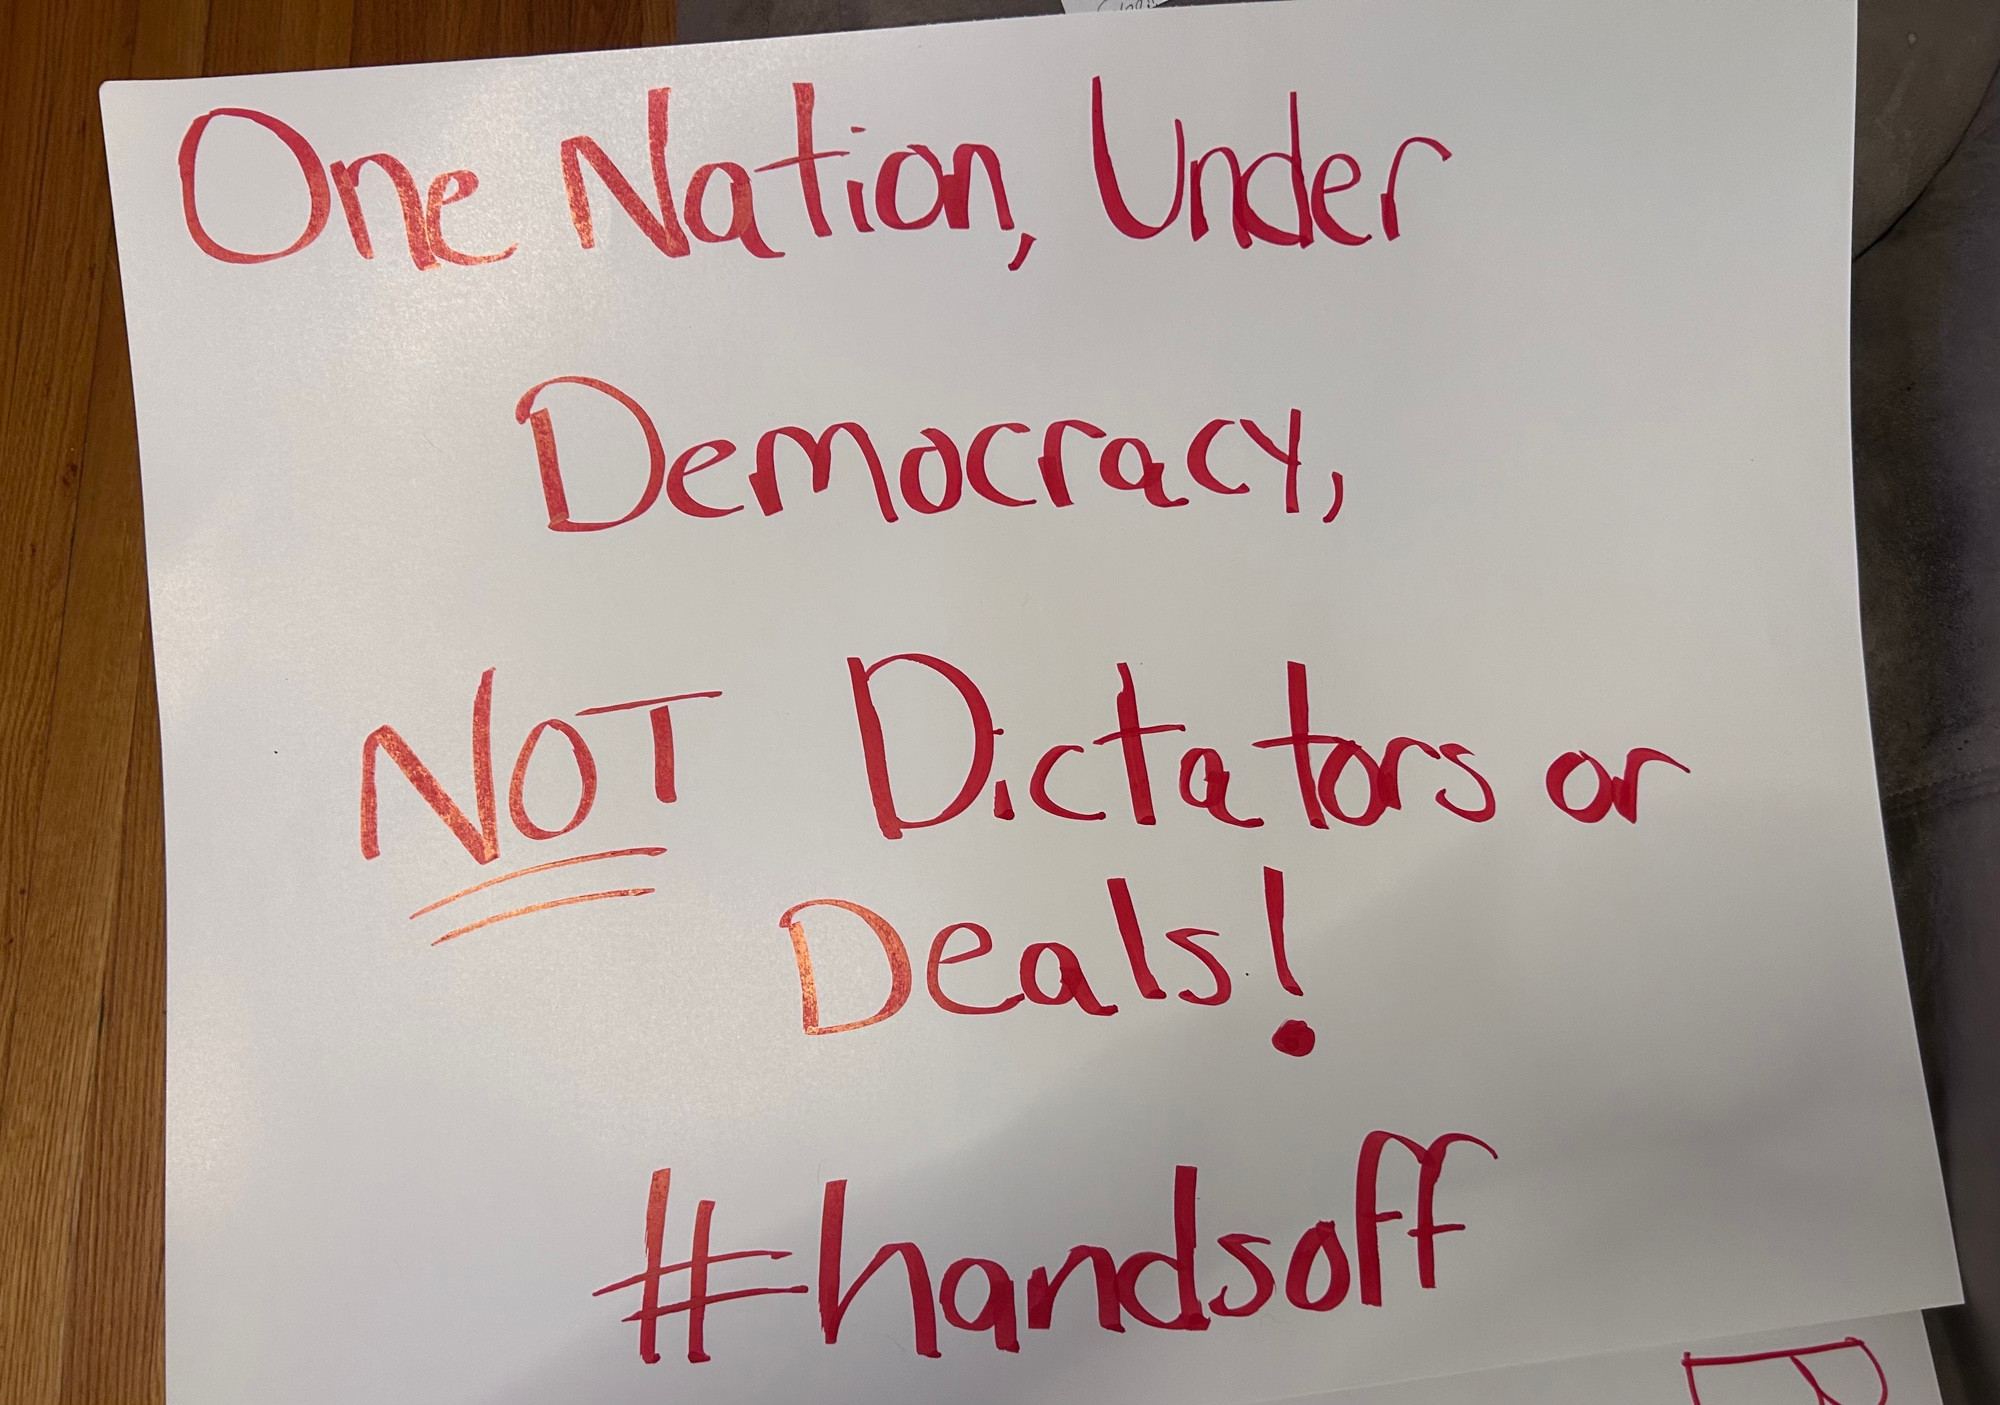 One Nation, Under
Democracy,
NOT Dictators or
Deals!
#handsoff